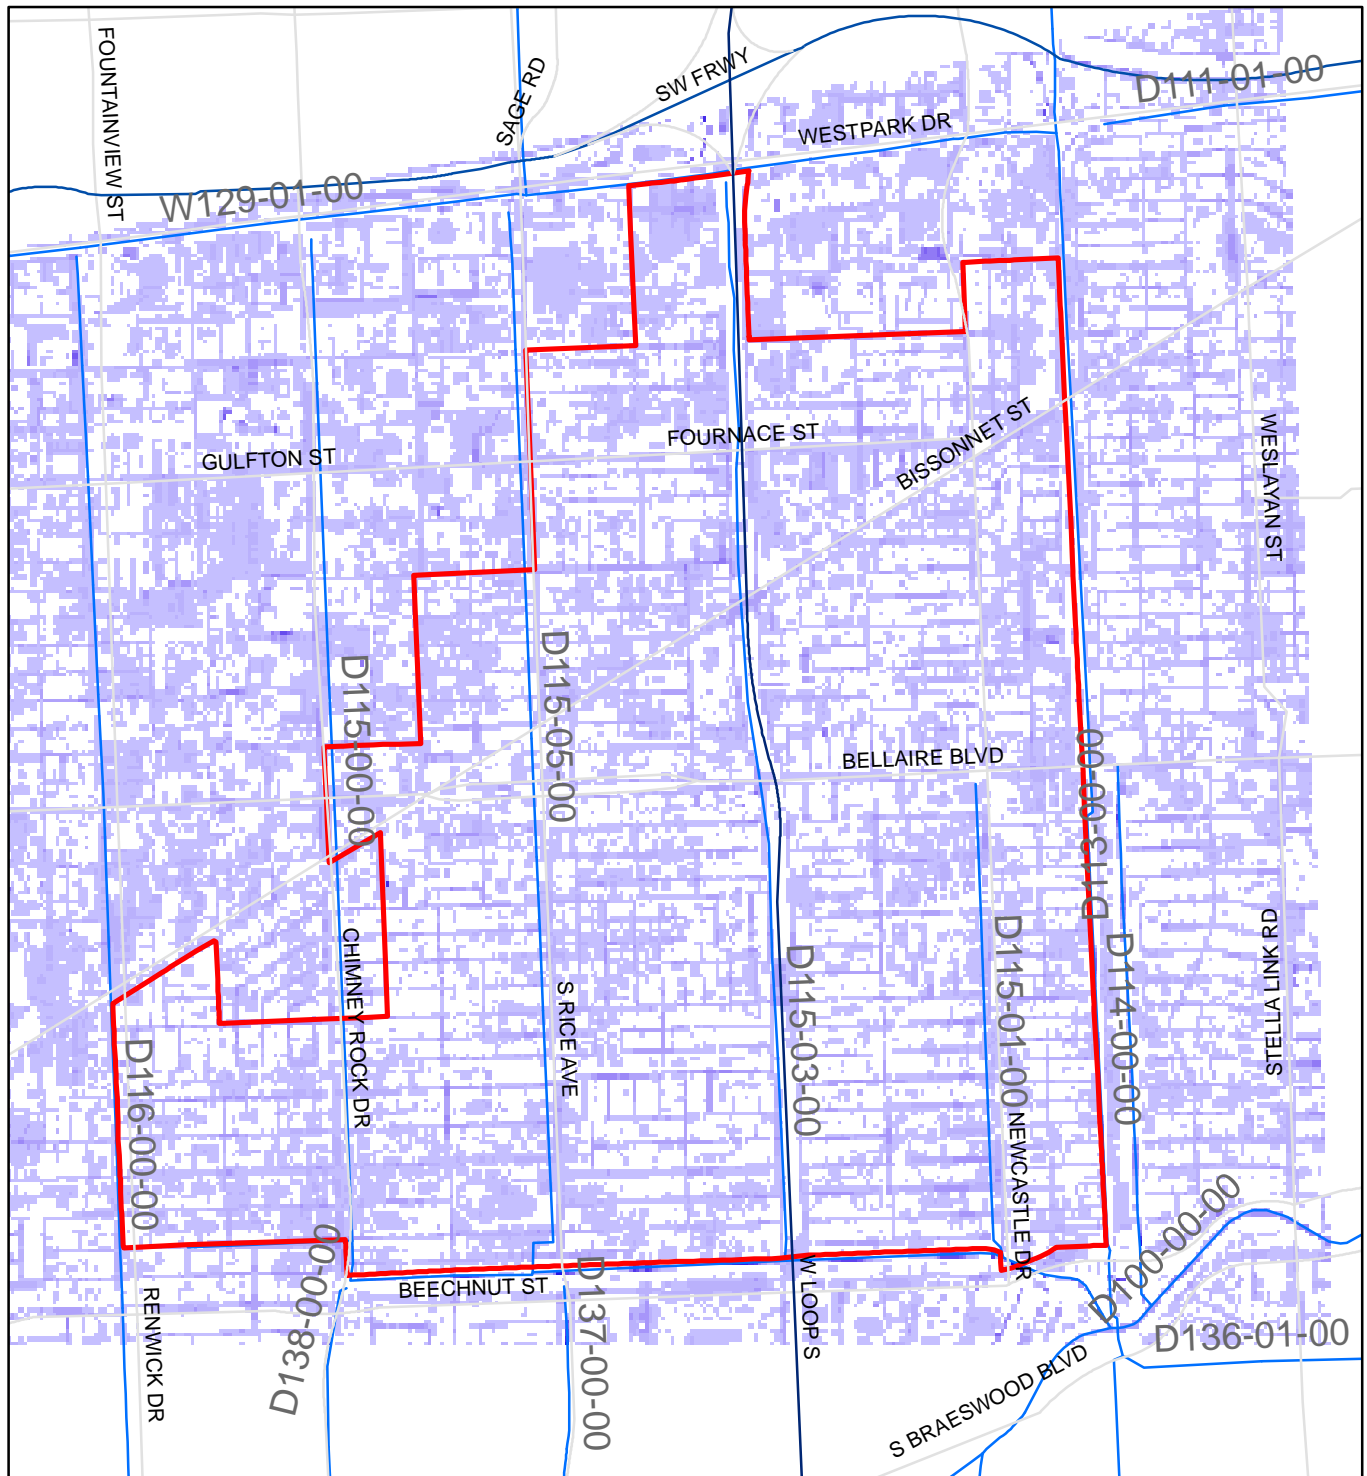 FOUNTAINVIEW ST
SAGE RD
SW FRWY
WESTPARK DR
D111-01-00
W129-01-00
GULFTON ST
FOURNACE ST
BISSONNET ST
WESLAYAN ST
D115-00-00
D115-05-00
BELLAIRE BLVD
D113-00-00
CHIMNEY ROCK DR
S RICE AVE
D115-03-00
D115-01-00
D114-00-00
STELLA LINK RD
D116-00-00
NEWCASTLE DR
D100-00-00
D138-00-00
BEECHNUT ST
D137-00-00
W LOOP S
RENWICK DR
D136-01-00
S BRAESWOOD BLVD